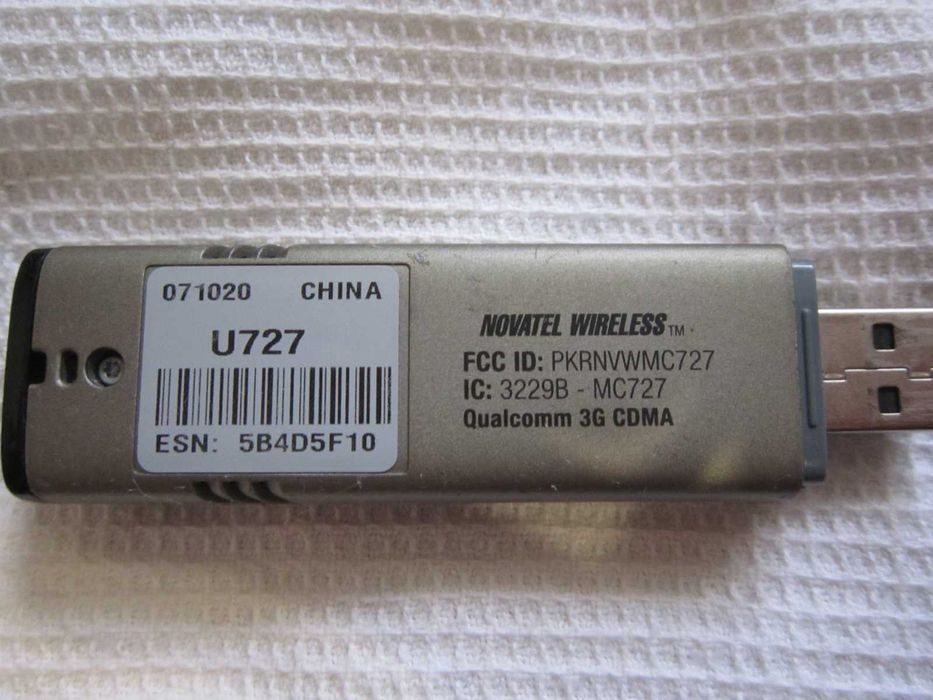 071020 CHINA
U727
ESN: 5B4D5F10
NOVATEL WIRELESS™
FCC ID: PKRNVWMC727
IC: 3229B - MC727
Qualcomm 3G CDMA